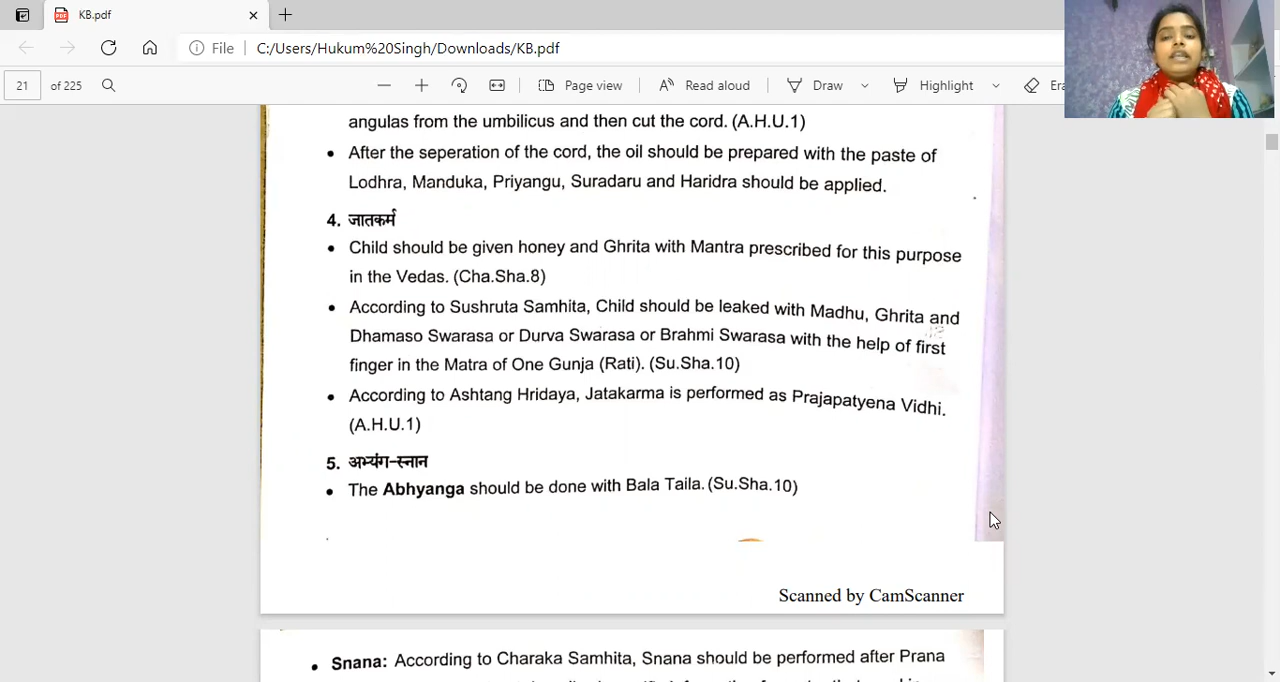 KB.pdf
File
C:/Users/Hukum%20Singh/Downloads/KB.pdf
21 of 225
Page view
Read aloud
Draw
Highlight
Era
angulas from the umbilicus and then cut the cord. (A.H.U.1)
• After the seperation of the cord, the oil should be prepared with the paste of
Lodhra, Manduka, Priyangu, Suradaru and Haridra should be applied.
4. जातकर्म
• Child should be given honey and Ghrita with Mantra prescribed for this purpose
in the Vedas. (Cha.Sha.8)
• According to Sushruta Samhita, Child should be leaked with Madhu, Ghrita and
Dhamaso Swarasa or Durva Swarasa or Brahmi Swarasa with the help of first
finger in the Matra of One Gunja (Rati). (Su.Sha.10)
• According to Ashtang Hridaya, Jatakarma is performed as Prajapatyena Vidhi.
(A.H.U.1)
5. अभ्यंग-स्नान
• The Abhyanga should be done with Bala Taila. (Su.Sha.10)
Scanned by CamScanner
• Snana: According to Charaka Samhita, Snana should be performed after Prana